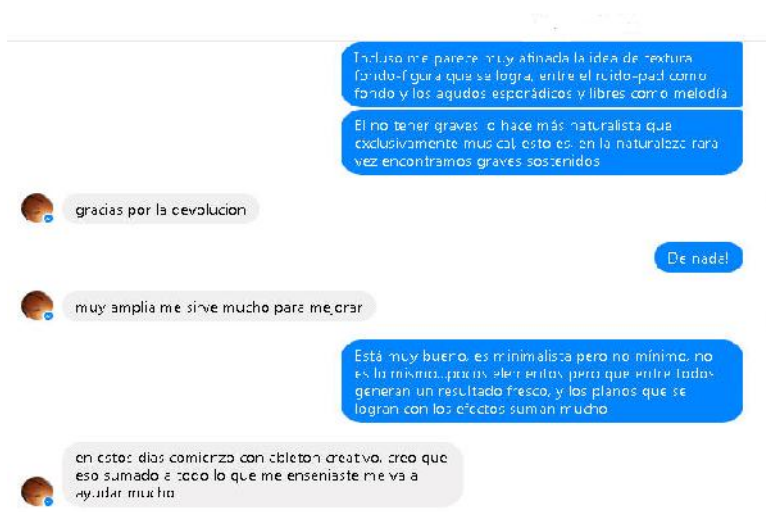 Incluso me parece muy atinada la idea de textura
fondo-figura que se logra, entre el ruido-pad como
fondo y los agudos esporádicos y libres como melodía
El no tener graves lo hace más naturalista que
exclusivamente musical, esto es, en la naturaleza rara
vez encontramos graves sostenidos
gracias por la devolucion
De nada!
muy amplia me sirve mucho para mejorar
Está muy bueno, es minimalista pero no mínimo, no
es lo mismo...pocos elementos pero que entre todos
generan un resultado fresco, y los planos que se
logran con los efectos suman mucho
en estos dias comienzo con ableton creativo, creo que
eso sumado a todo lo que me enseniaste me va a
ayudar mucho